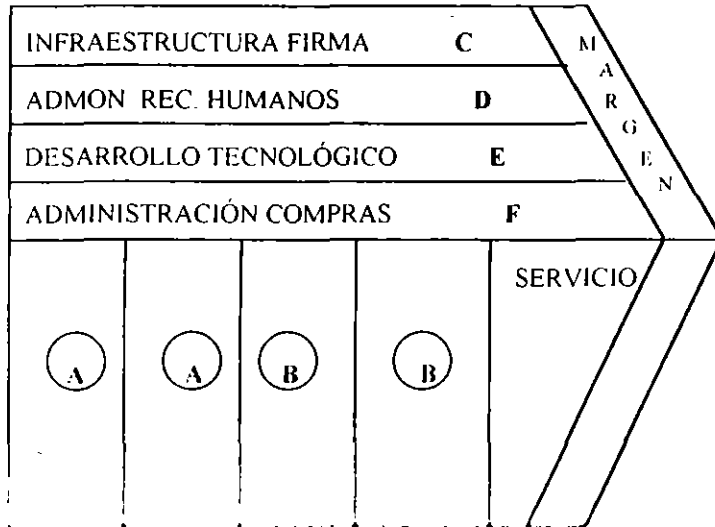 INFRAESTRUCTURA FIRMA C
ADMON REC. HUMANOS D
DESARROLLO TECNOLÓGICO E
ADMINISTRACIÓN COMPRAS F
MARGEN
SERVICIO
A A B B